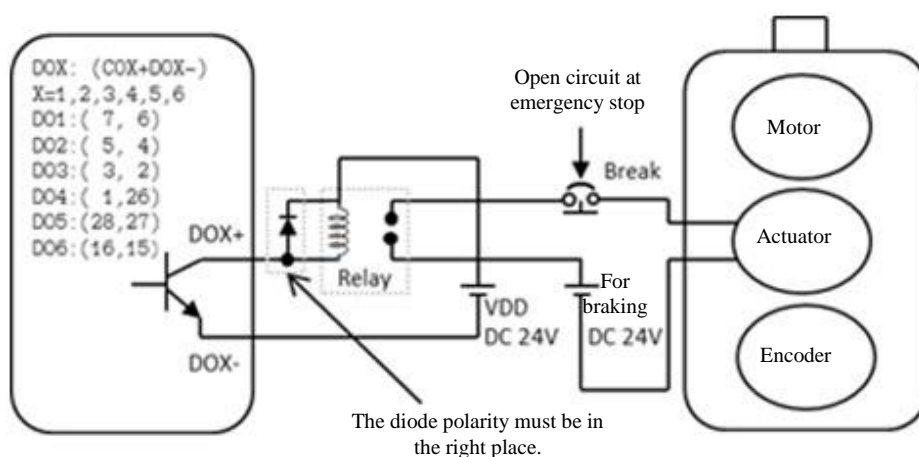 DOX: (COX+DOX-)
X=1,2,3,4,5,6
DO1:( 7, 6)
DO2:( 5, 4)
DO3:( 3, 2)
DO4:( 1,26)
DO5:(28,27)
DO6:(16,15)
DOX+
DOX-
Relay
VDD
DC 24V
Open circuit at
emergency stop
Break
For
braking
DC 24V
Motor
Actuator
Encoder
The diode polarity must be in
the right place.